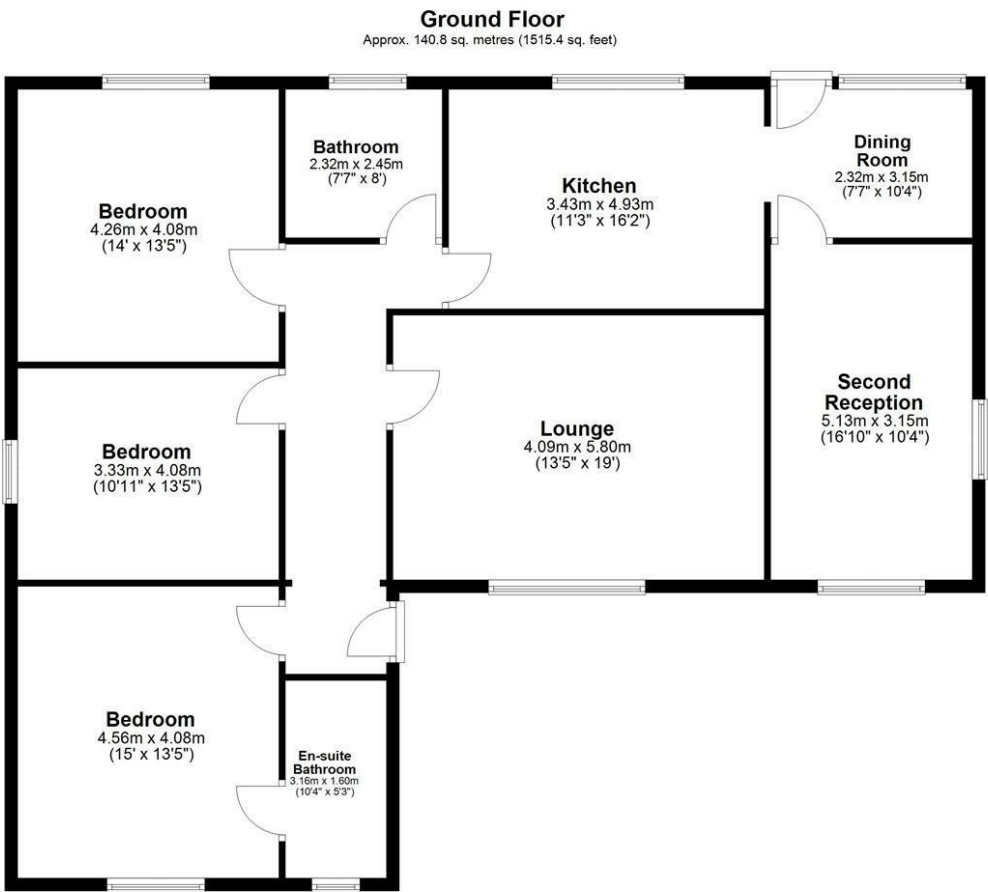 Ground Floor
Approx. 140.8 sq. metres (1515.4 sq. feet)
Bedroom
4.26m x 4.08m
(14' x 13'5")
Bathroom
2.32m x 2.45m
(7'7" x 8')
Kitchen
3.43m x 4.93m
(11'3" x 16'2")
Dining
Room
2.32m x 3.15m
(7'7" x 10'4")
Bedroom
3.33m x 4.08m
(10'11" x 13'5")
Lounge
4.09m x 5.80m
(13'5" x 19')
Second
Reception
5.13m x 3.15m
(16'10" x 10'4")
Bedroom
4.56m x 4.08m
(15' x 13'5")
En-suite
Bathroom
3.16m x 1.60m
(10'4" x 5'3")